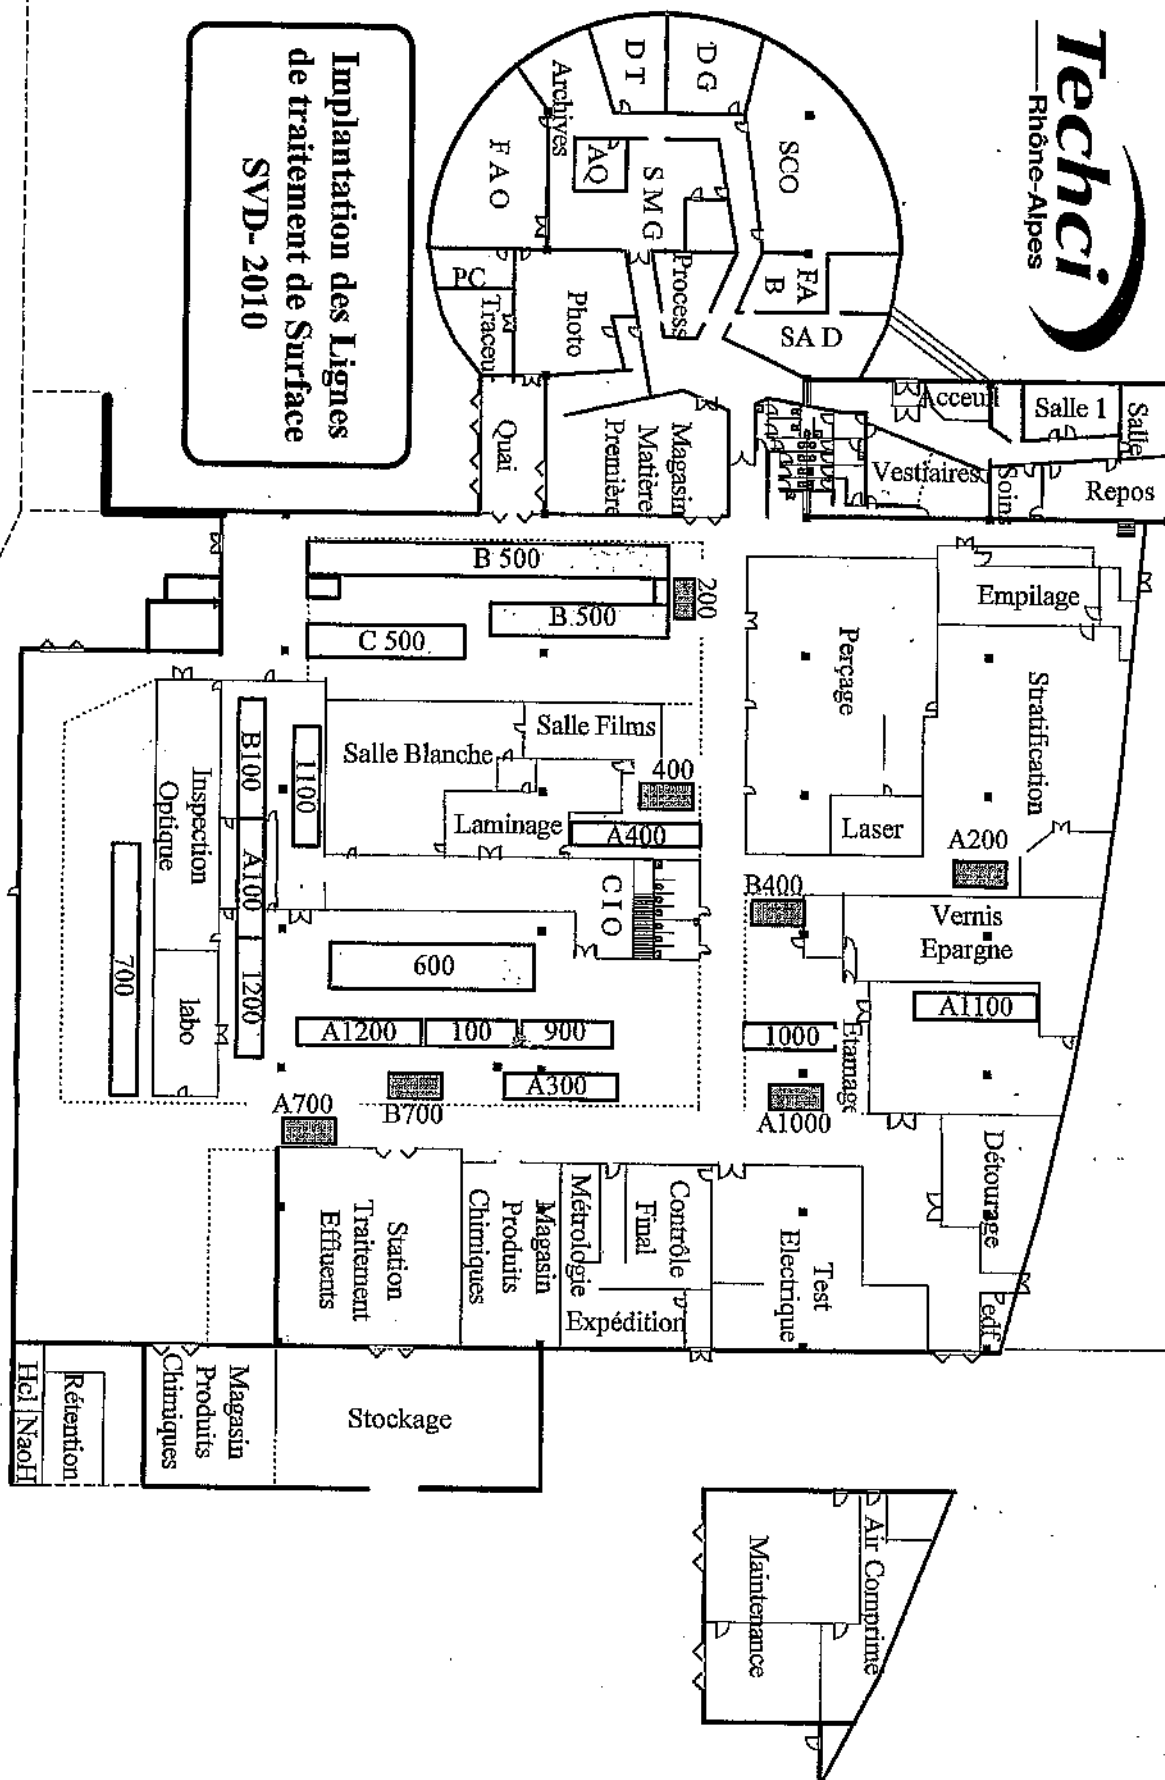 Techci
Rhône-Alpes
Implantation des Lignes
de traitement de Surface
SVD- 2010
D T
D G
SCO
Archives
F A O
AQ
S M G
Process
FA
B
SA D
PC
Traceu
Photo
Quai
Magasin
Matière
Première
Acceuil
Salle 1
Salle
Vestiaires
Soins
Repos
B 500
200
B.500
C 500
Empilage
Perçage
Stratification
Salle Films
Salle Blanche
400
Laminage
A400
Laser
A200
B100
1100
Inspection
Optique
A100
C I O
B400
Vernis
Epargne
700
labo
1200
600
A1100
A1200
100
900
1000
Etamage
A300
B700
A700
A1000
Détourage
Station
Traitement
Effluents
Magasin
Produits
Chimiques
Métrologie
Contrôle
Final
Expédition
Test
Electrique
edf
Hcl
NaoH
Rétention
Magasin
Produits
Chimiques
Stockage
Maintenance
Air Comprime